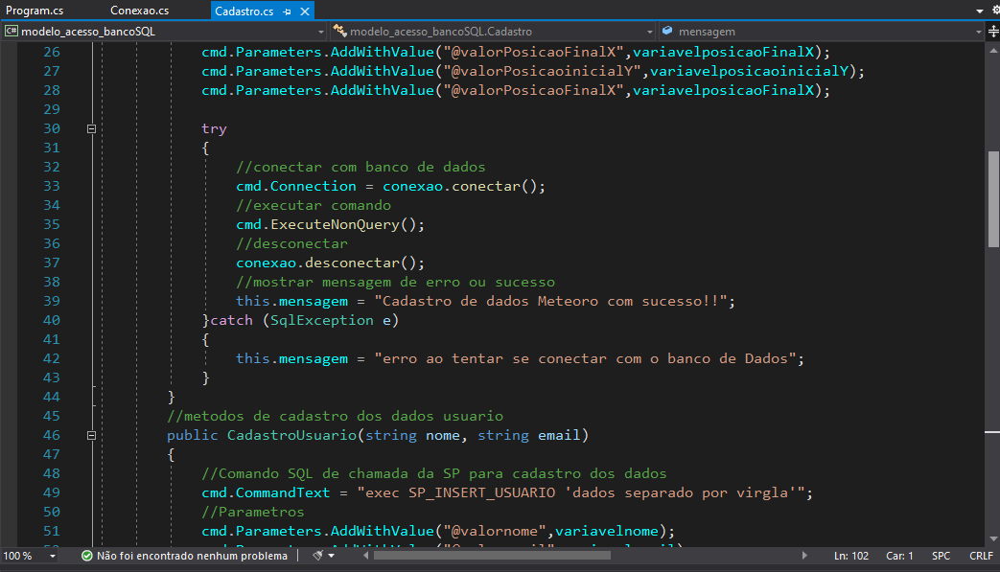 Program.cs Conexao.cs Cadastro.cs
C# modelo_acesso_bancoSQL modelo_acesso_bancoSQL.Cadastro mensagem
26 cmd.Parameters.AddWithValue("@valorPosicaoFinalX",variavelposicaoFinalX);
27 cmd.Parameters.AddWithValue("@valorPosicaoinicialY",variavelposicaoinicialY);
28 cmd.Parameters.AddWithValue("@valorPosicaoFinalX",variavelposicaoFinalX);
29
30 try
31 {
32 //conectar com banco de dados
33 cmd.Connection = conexao.conectar();
34 //executar comando
35 cmd.ExecuteNonQuery();
36 //desconectar
37 conexao.desconectar();
38 //mostrar mensagem de erro ou sucesso
39 this.mensagem = "Cadastro de dados Meteoro com sucesso!!";
40 }catch (SqlException e)
41 {
42 this.mensagem = "erro ao tentar se conectar com o banco de Dados";
43 }
44 }
45 //metodos de cadastro dos dados usuario
46 public CadastroUsuario(string nome, string email)
47 {
48 //Comando SQL de chamada da SP para cadastro dos dados
49 cmd.CommandText = "exec SP_INSERT_USUARIO 'dados separado por virgla'";
50 //Parametros
51 cmd.Parameters.AddWithValue("@valornome",variavelnome);
100 % Não foi encontrado nenhum problema Ln: 102 Car: 1 SPC CRLF